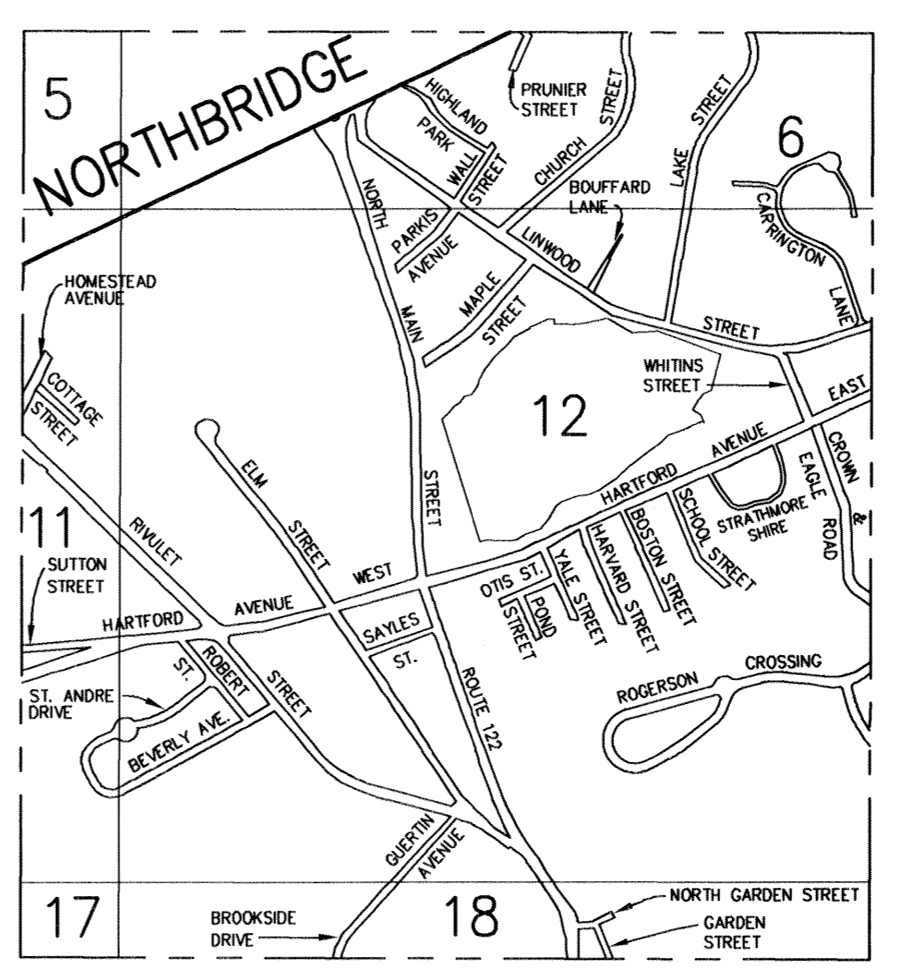 5
NORTHBRIDGE
HIGHLAND
PARK
PRUNIER
STREET
CHURCH
STREET
LAKE
STREET
6
WALL
STREET
BOUFFARD
LANE
NORTH
MAIN
STREET
PARKIS
AVENUE
LINWOOD
STREET
CARRINGTON
LANE
HOMESTEAD
AVENUE
MAPLE
STREET
WHITINS
STREET
COTTAGE
STREET
12
EAST
HARTFORD
AVENUE
CROWN
&
EAGLE
ROAD
ELM
STREET
STRATHMORE
SHIRE
SCHOOL STREET
BOSTON STREET
HARVARD STREET
YALE STREET
OTIS ST.
POND
STREET
11
RIVULET
STREET
SUTTON
STREET
WEST
HARTFORD
AVENUE
SAYLES
ST.
ROBERT
ST.
ST. ANDRE
DRIVE
BEVERLY AVE.
ROUTE 122
ROGERSON
CROSSING
GUERTIN
AVENUE
17
BROOKSIDE
DRIVE
18
NORTH GARDEN STREET
GARDEN
STREET